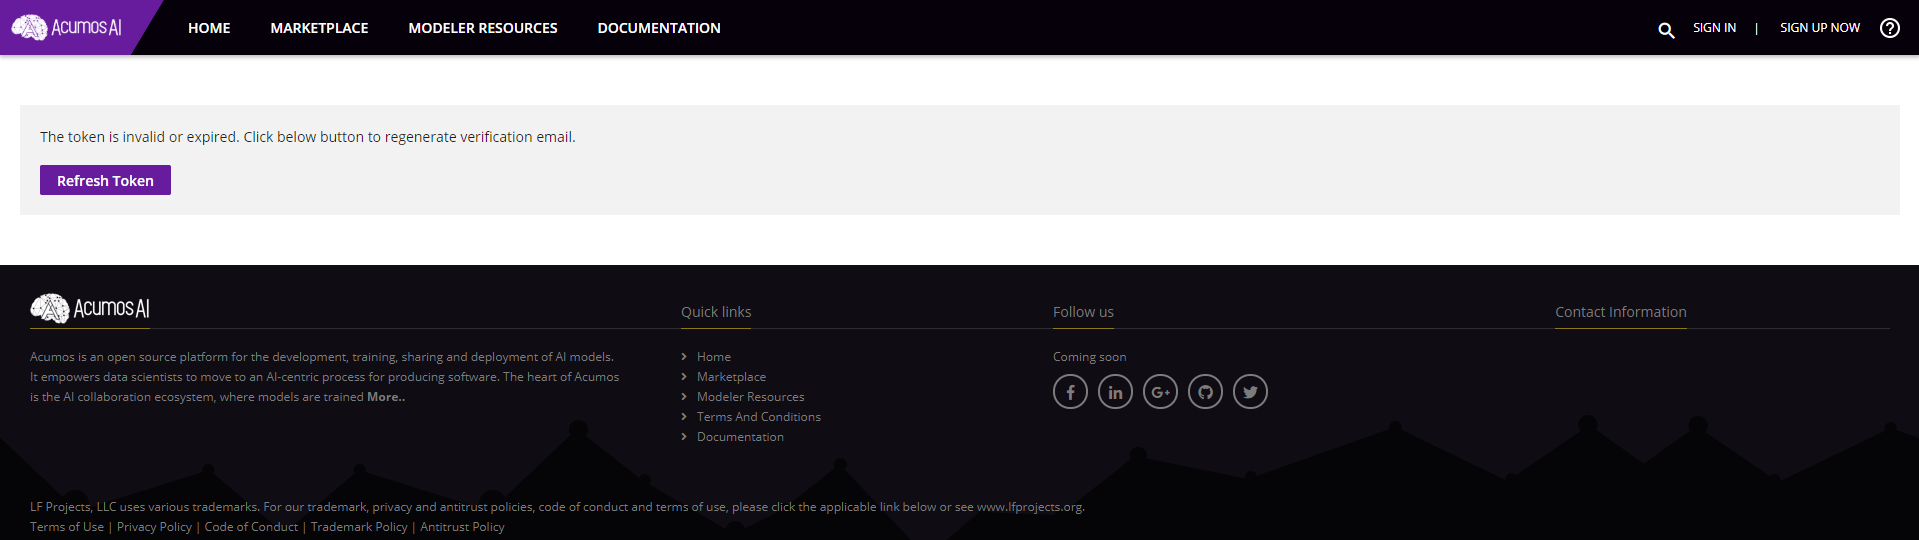 Acumos AI
HOME
MARKETPLACE
MODELER RESOURCES
DOCUMENTATION
SIGN IN
|
SIGN UP NOW
The token is invalid or expired. Click below button to regenerate verification email.
Refresh Token
Acumos AI
Acumos is an open source platform for the development, training, sharing and deployment of AI models.
It empowers data scientists to move to an AI-centric process for producing software. The heart of Acumos
is the AI collaboration ecosystem, where models are trained More..
Quick links
Home
Marketplace
Modeler Resources
Terms And Conditions
Documentation
Follow us
Coming soon
Contact Information
LF Projects, LLC uses various trademarks. For our trademark, privacy and antitrust policies, code of conduct and terms of use, please click the applicable link below or see www.lfprojects.org.
Terms of Use | Privacy Policy | Code of Conduct | Trademark Policy | Antitrust Policy